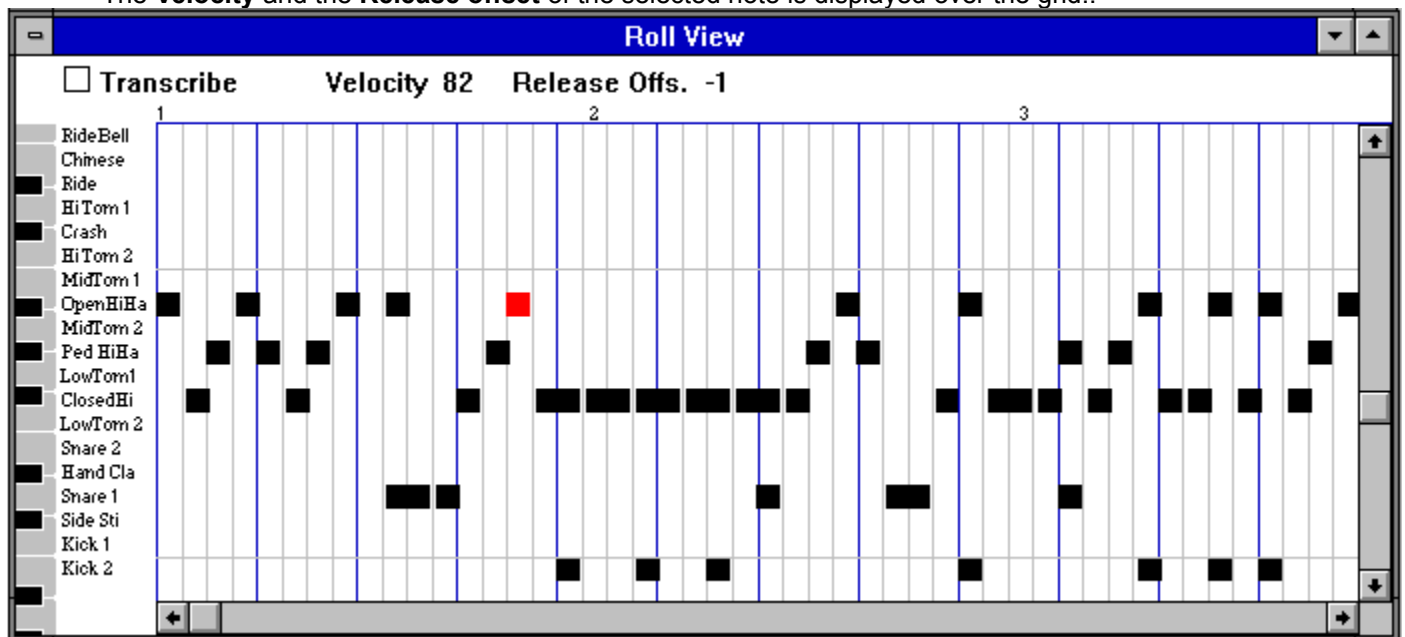 The Velocity and the Release offset of the selected note is displayed over the grid..
Roll View
Transcribe Velocity 82 Release Offs. -1
1 2 3
RideBell
Chinese
Ride
HiTom 1
Crash
HiTom 2
MidTom 1
OpenHiHa
MidTom 2
Ped HiHa
LowTom1
ClosedHi
LowTom 2
Snare 2
Hand Cla
Snare 1
Side Sti
Kick 1
Kick 2